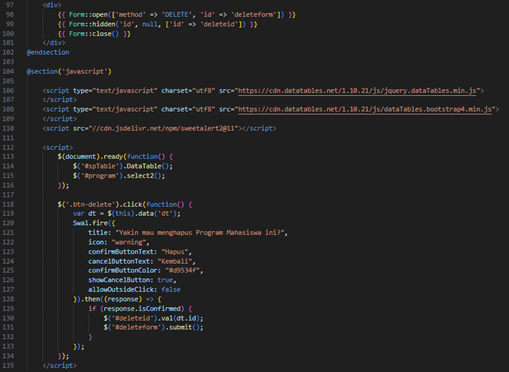 97 <div>
98 {{ Form::open(['method' => 'DELETE', 'id' => 'deleteform']) }}
99 {{ Form::hidden('id', null, ['id' => 'deleteid']) }}
100 {{ Form::close() }}
101 </div>
102 @endsection
103
104 @section('javascript')
105
106 <script type="text/javascript" charset="utf8" src="https://cdn.datatables.net/1.10.21/js/jquery.dataTables.min.js">
107 </script>
108 <script type="text/javascript" charset="utf8" src="https://cdn.datatables.net/1.10.21/js/dataTables.bootstrap4.min.js">
109 </script>
110 <script src="//cdn.jsdelivr.net/npm/sweetalert2@11"></script>
111
112 <script>
113 $(document).ready(function() {
114 $('#spTable').DataTable();
115 $('#program').select2();
116 });
117
118 $('.btn-delete').click(function() {
119 var dt = $(this).data('dt');
120 Swal.fire({
121 title: "Yakin mau menghapus Program Mahasiswa ini?",
122 icon: "warning",
123 confirmButtonText: "Hapus",
124 cancelButtonText: "Kembali",
125 confirmButtonColor: "#d9534f",
126 showCancelButton: true,
127 allowOutsideClick: false
128 }).then((response) => {
129 if (response.isConfirmed) {
130 $('#deleteid').val(dt.id);
131 $('#deleteform').submit();
132 }
133 });
134 });
135 </script>